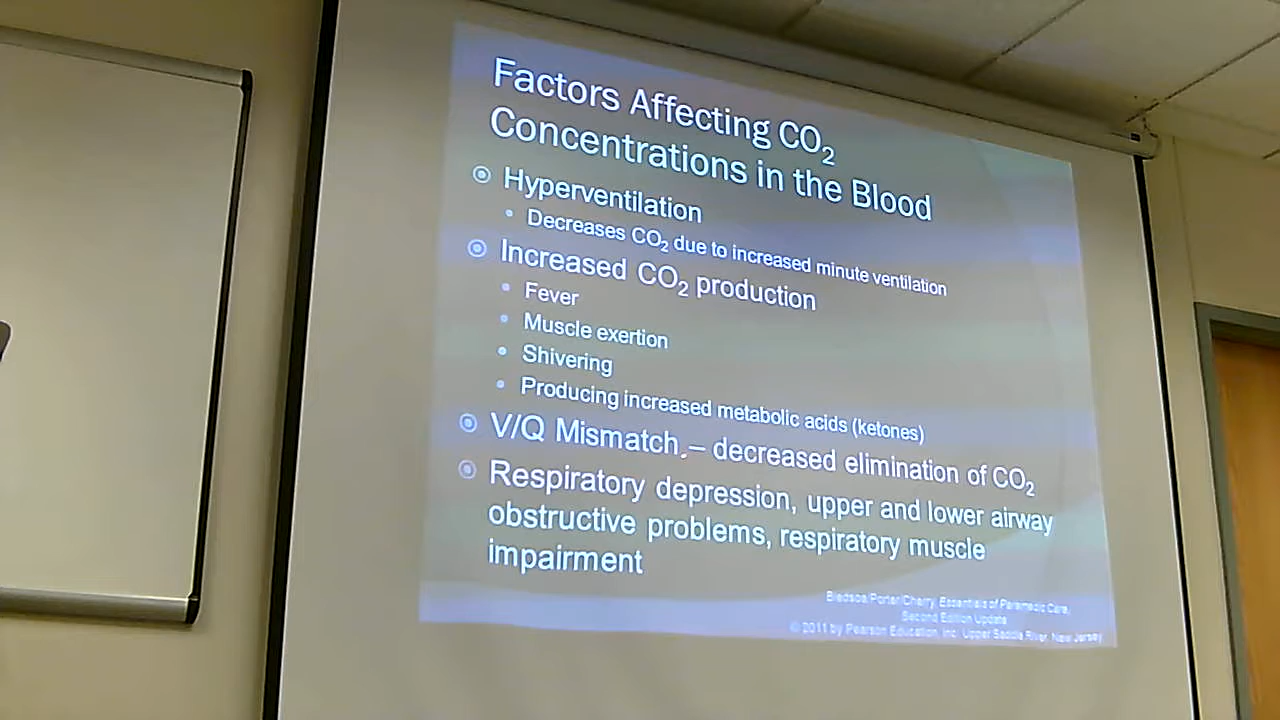 Factors Affecting CO₂
Concentrations in the Blood
Hyperventilation
Decreases CO₂ due to increased minute ventilation
Increased CO₂ production
Fever
Muscle exertion
Shivering
Producing increased metabolic acids (ketones)
V/Q Mismatch – decreased elimination of CO₂
Respiratory depression, upper and lower airway
obstructive problems, respiratory muscle
impairment
Bledsoe/Porter/Cherry, Essentials of Paramedic Care,
Second Edition Update
© 2011 by Pearson Education, Inc. Upper Saddle River, New Jersey